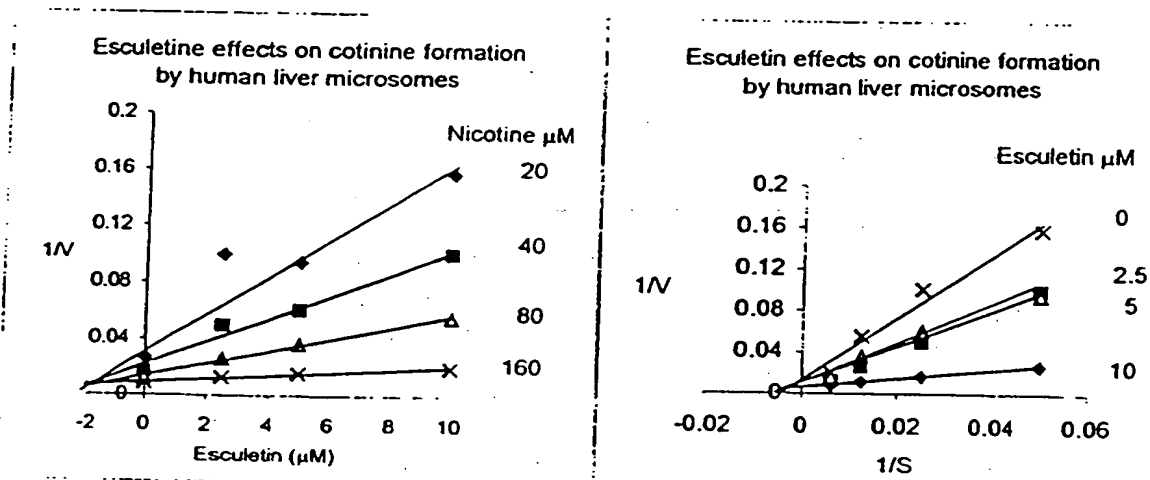 Esculetine effects on cotinine formation
by human liver microsomes
0.2
0.16
0.12
0.08
0.04
0
1/V
Nicotine µM
20
40
80
160
-2 0 2 4 6 8 10
Esculetin (µM)
Esculetin effects on cotinine formation
by human liver microsomes
Esculetin µM
0.2
0.16
0.12
0.08
0.04
0
1/V
0
2.5
5
10
-0.02 0 0.02 0.04 0.06
1/S